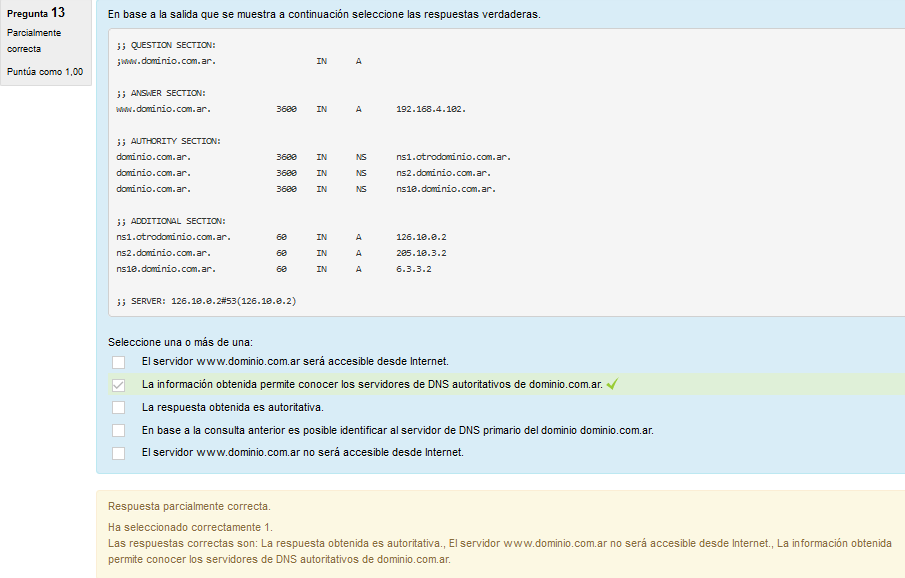 Pregunta 13
Parcialmente
correcta
Puntúa como 1,00
En base a la salida que se muestra a continuación seleccione las respuestas verdaderas.
;; QUESTION SECTION:
;www.dominio.com.ar. IN A
;; ANSWER SECTION:
www.dominio.com.ar. 3600 IN A 192.168.4.102.
;; AUTHORITY SECTION:
dominio.com.ar. 3600 IN NS ns1.otrodominio.com.ar.
dominio.com.ar. 3600 IN NS ns2.dominio.com.ar.
dominio.com.ar. 3600 IN NS ns10.dominio.com.ar.
;; ADDITIONAL SECTION:
ns1.otrodominio.com.ar. 60 IN A 126.10.0.2
ns2.dominio.com.ar. 60 IN A 205.10.3.2
ns10.dominio.com.ar. 60 IN A 6.3.3.2
;; SERVER: 126.10.0.2#53(126.10.0.2)
Seleccione una o más de una:
El servidor www.dominio.com.ar será accesible desde Internet.
La información obtenida permite conocer los servidores de DNS autoritativos de dominio.com.ar.
La respuesta obtenida es autoritativa.
En base a la consulta anterior es posible identificar al servidor de DNS primario del dominio dominio.com.ar.
El servidor www.dominio.com.ar no será accesible desde Internet.
Respuesta parcialmente correcta.
Ha seleccionado correctamente 1.
Las respuestas correctas son: La respuesta obtenida es autoritativa., El servidor www.dominio.com.ar no será accesible desde Internet., La información obtenida
permite conocer los servidores de DNS autoritativos de dominio.com.ar.